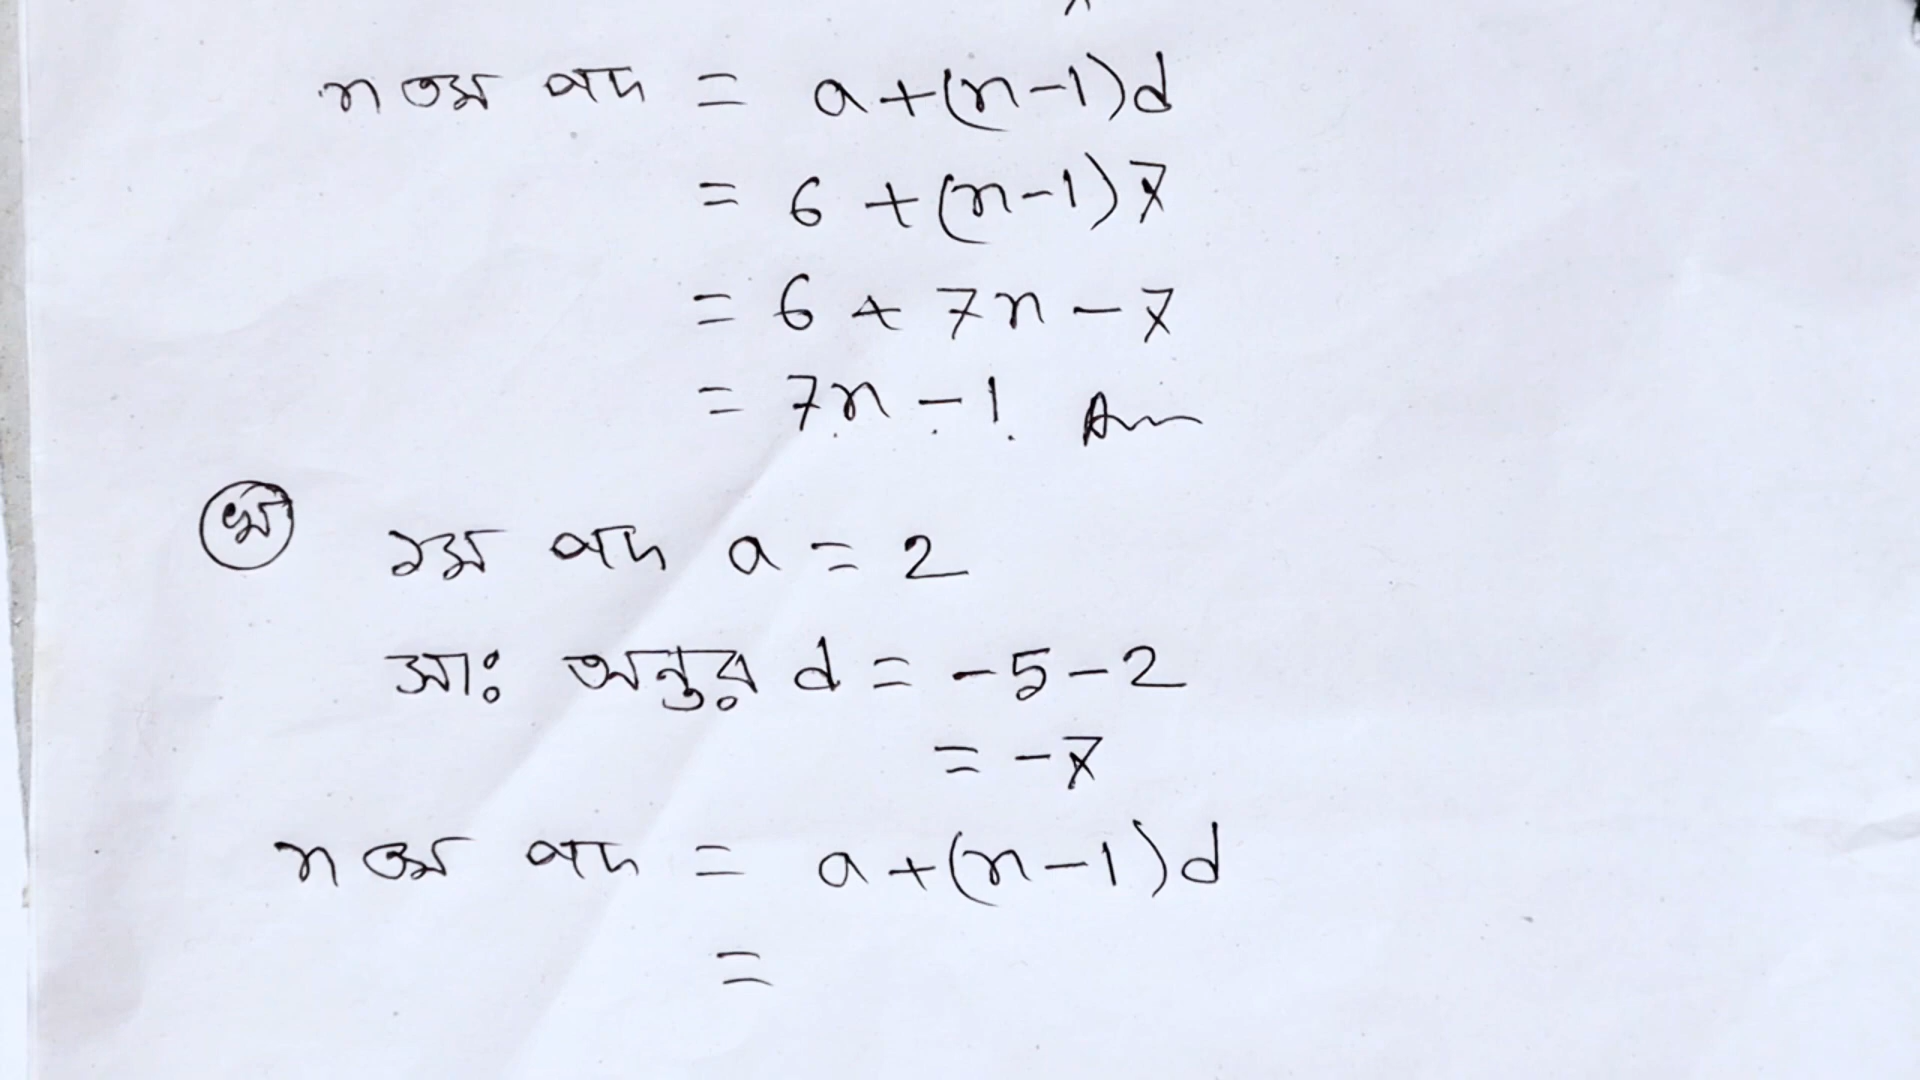 n তম পদ = a+(n-1)d
= 6 +(n-1)7
= 6 + 7n - 7
= 7n - 1. Ans
(খ) ১ম পদ a = 2
সাঃ অন্তর d = -5-2
= -7
n তম পদ = a+(n-1)d
=